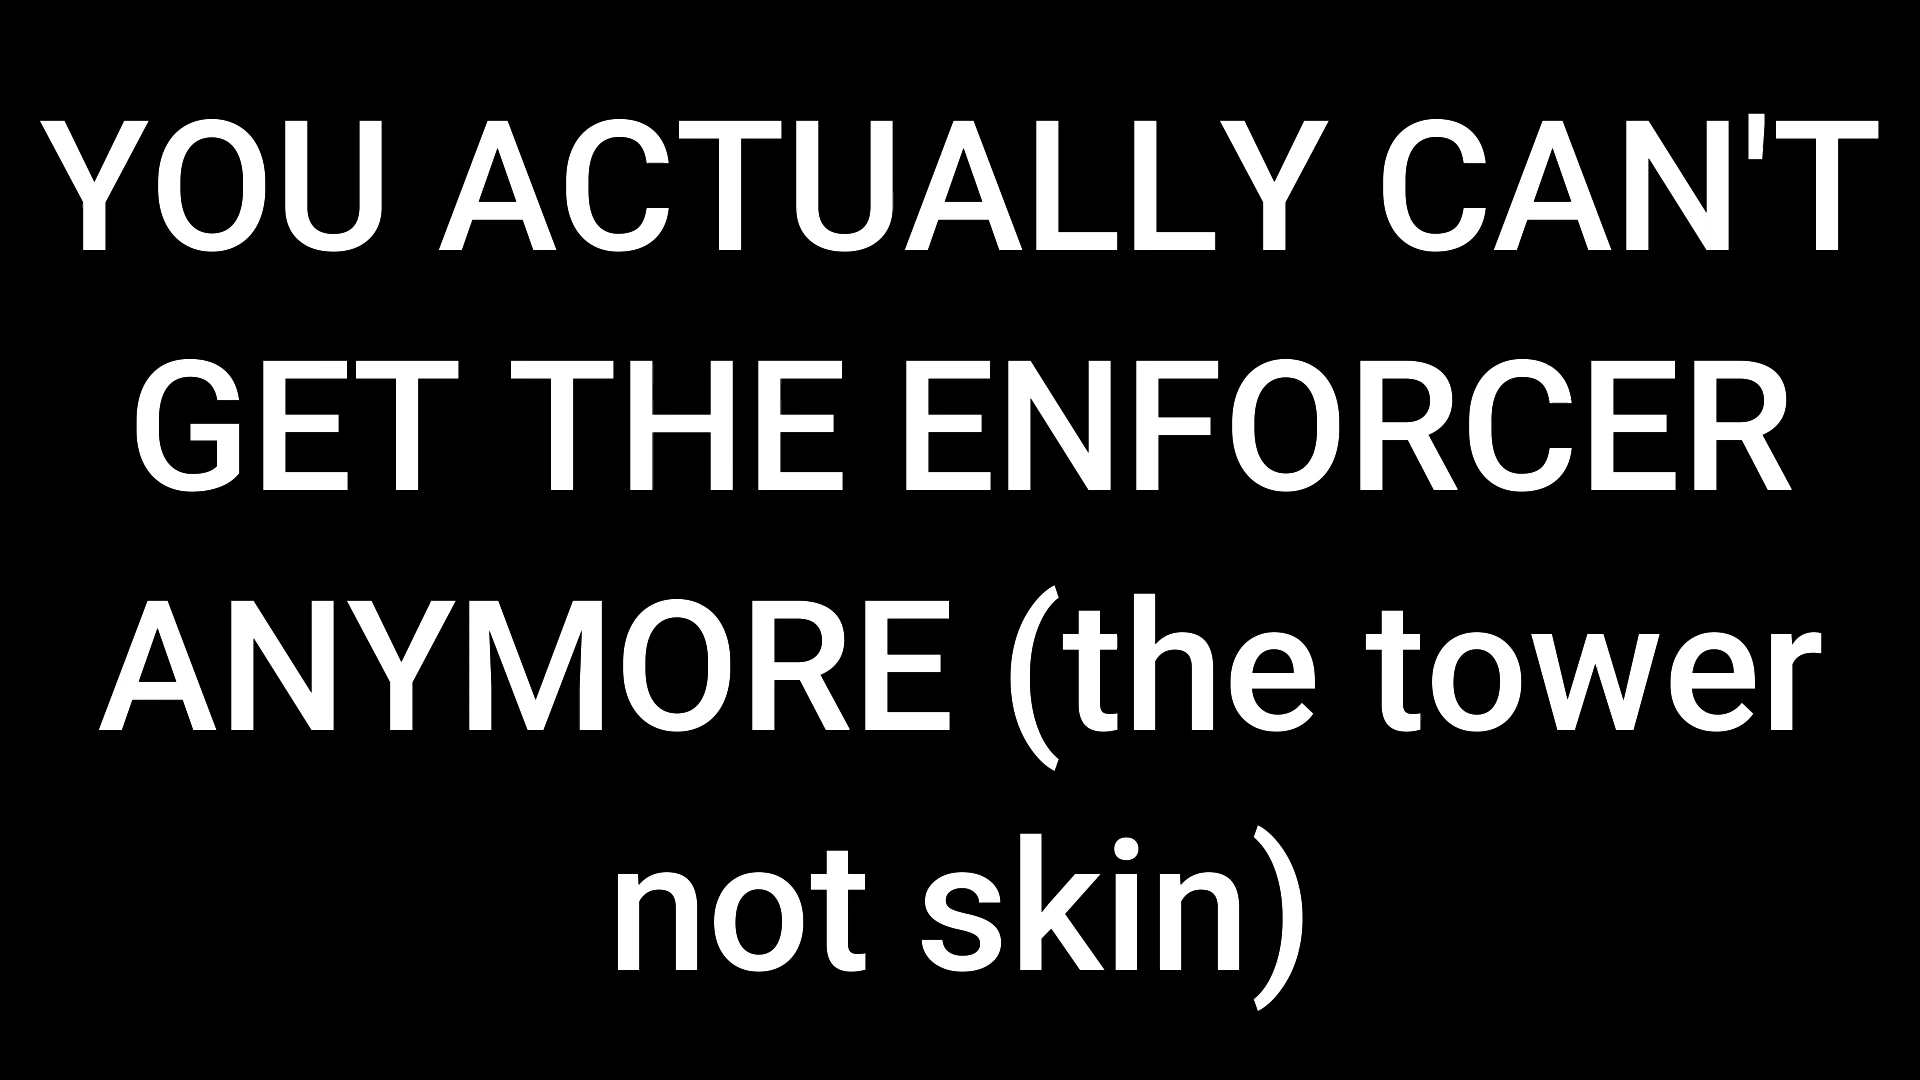 YOU ACTUALLY CAN'T
GET THE ENFORCER
ANYMORE (the tower
not skin)